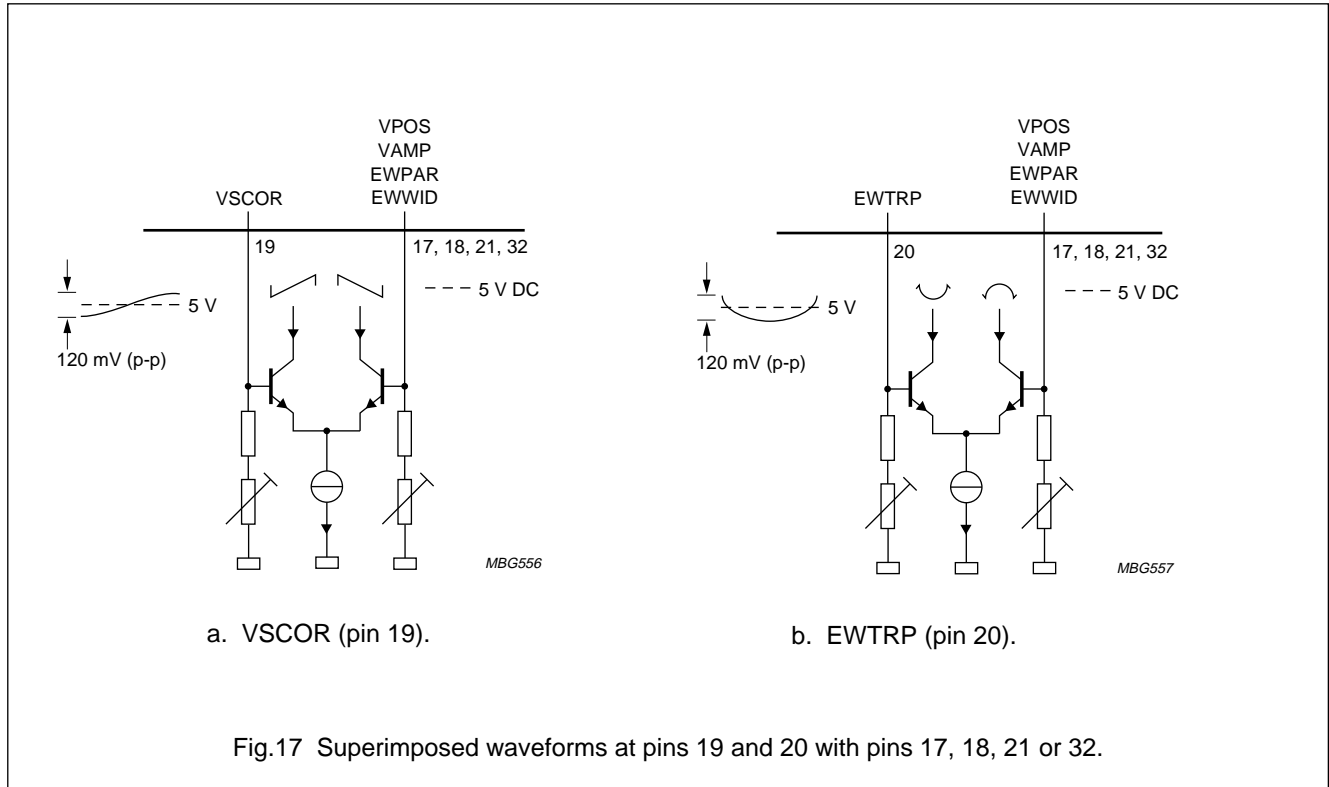 VPOS
VAMP
EWPAR
EWWID
VSCOR
19
17, 18, 21, 32
5 V
5 V DC
120 mV (p-p)
MBG556
a. VSCOR (pin 19).
VPOS
VAMP
EWPAR
EWWID
EWTRP
20
17, 18, 21, 32
5 V
5 V DC
120 mV (p-p)
MBG557
b. EWTRP (pin 20).
Fig.17 Superimposed waveforms at pins 19 and 20 with pins 17, 18, 21 or 32.